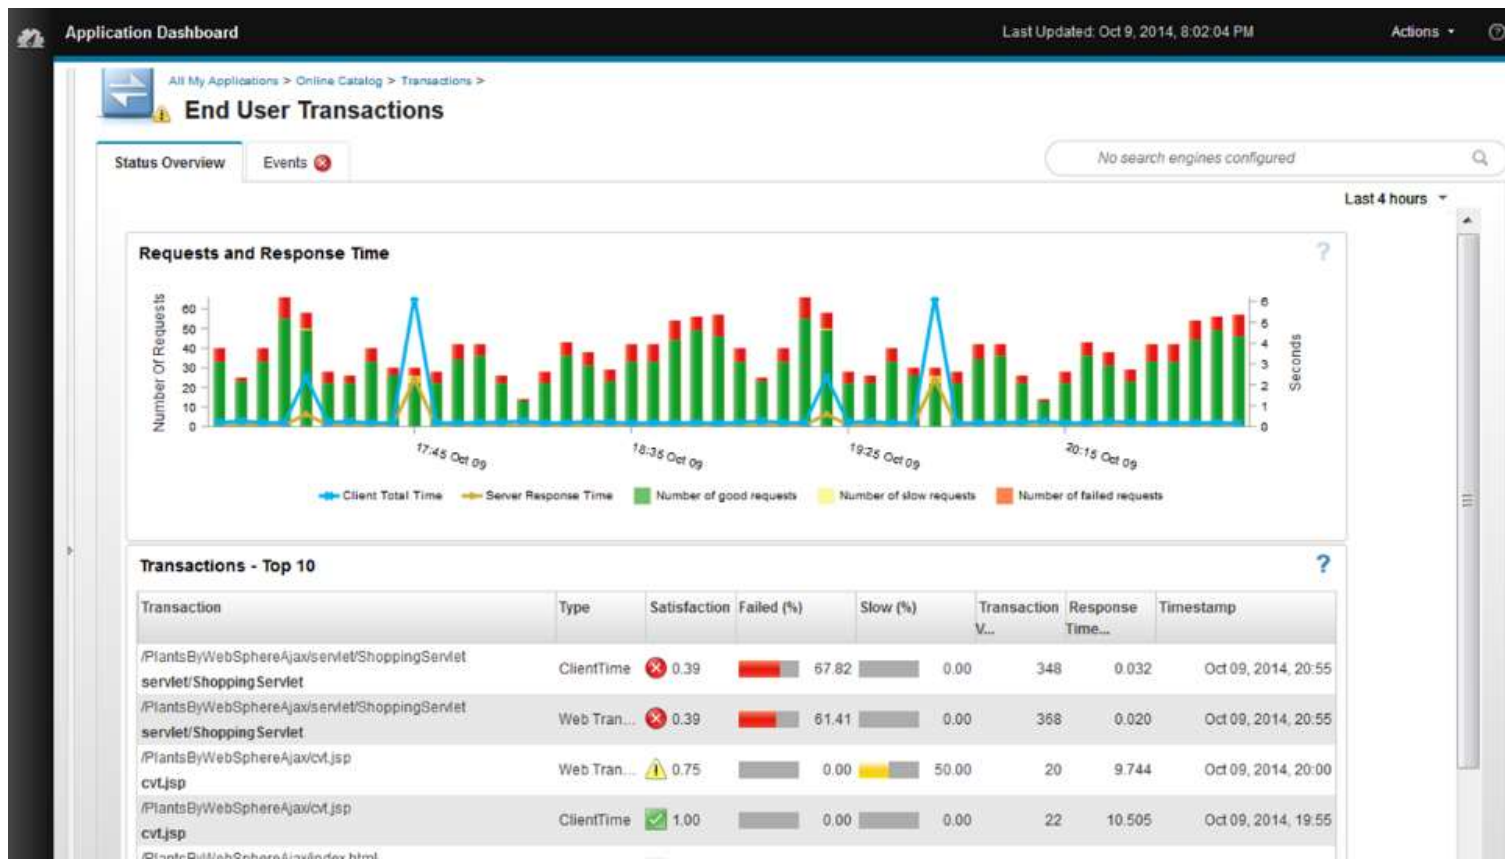 Application Dashboard
Last Updated: Oct 9, 2014, 8:02:04 PM
Actions
All My Applications > Online Catalog > Transactions >
End User Transactions
Status Overview
Events
No search engines configured
Last 4 hours
Requests and Response Time
?
Number Of Requests
60
50
40
30
20
10
0
6
5
4
3
2
1
0
Seconds
17:45 Oct 09
18:35 Oct 09
19:25 Oct 09
20:15 Oct 09
Client Total Time
Server Response Time
Number of good requests
Number of slow requests
Number of failed requests
Transactions - Top 10
?
Transaction Type Satisfaction Failed (%) Slow (%) Transaction V... Response Time... Timestamp
/PlantsByWebSphereAjax/servlet/ShoppingServlet
servlet/ShoppingServlet
ClientTime 0.39 67.82 0.00 348 0.032 Oct 09, 2014, 20:55
/PlantsByWebSphereAjax/servlet/ShoppingServlet
servlet/ShoppingServlet
Web Tran... 0.39 61.41 0.00 368 0.020 Oct 09, 2014, 20:55
/PlantsByWebSphereAjax/cvt.jsp
cvt.jsp
Web Tran... 0.75 0.00 50.00 20 9.744 Oct 09, 2014, 20:00
/PlantsByWebSphereAjax/cvt.jsp
cvt.jsp
ClientTime 1.00 0.00 0.00 22 10.505 Oct 09, 2014, 19:55
/PlantsByWebSphereAjax/index.html